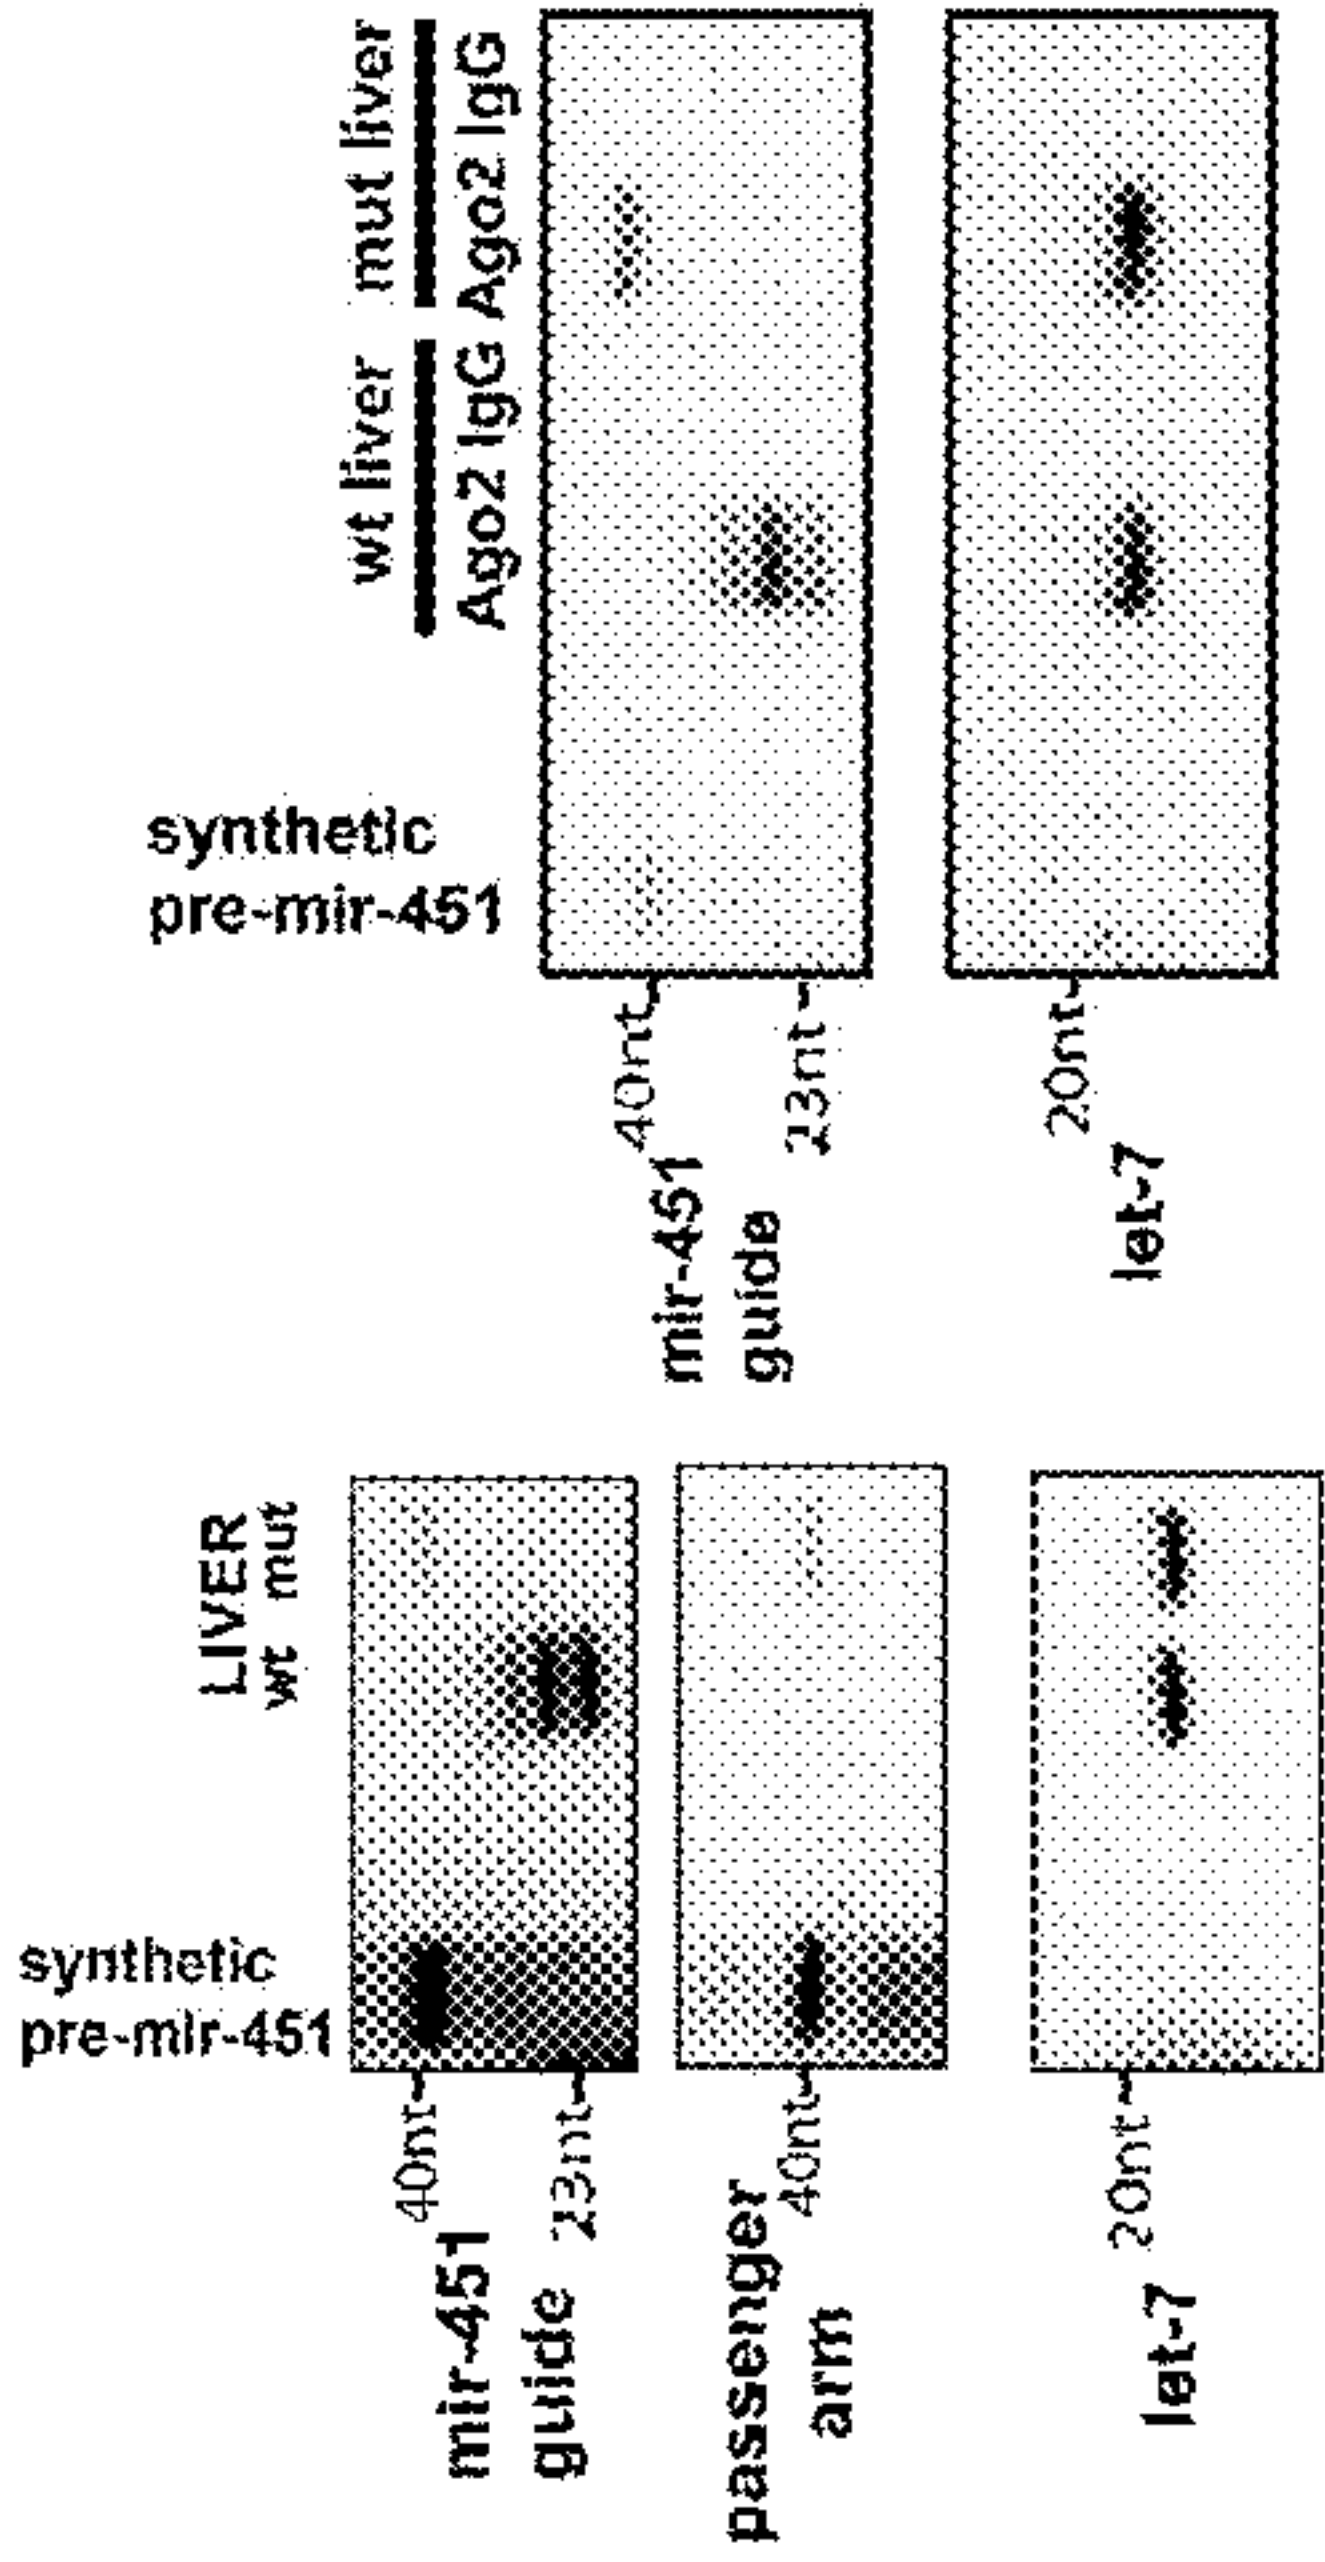 synthetic
pre-mir-451
LIVER
wt mut
mir-451
guide
40nt
23nt
passenger
arm
40nt
let-7
20nt
synthetic
pre-mir-451
wt liver mut liver
Ago2 IgG Ago2 IgG
mir-451
guide
40nt
23nt
let-7
20nt